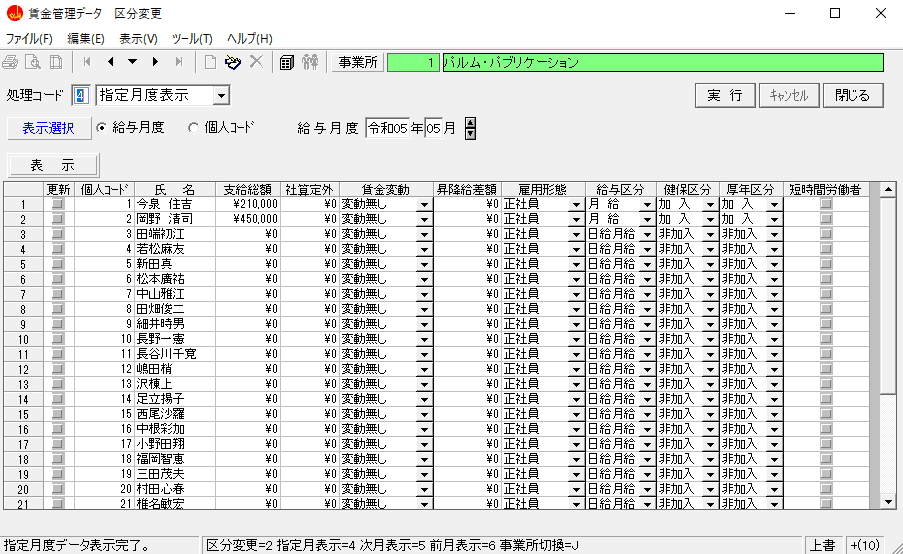 賃金管理データ　区分変更
ファイル(F) 編集(E) 表示(V) ツール(T) ヘルプ(H)
事業所 1 パルム・パブリケーション
処理コード 4 指定月度表示 実 行 キャンセル 閉じる
表示選択 給与月度 個人コード 給与月度 令和05年05月
表 示
更新 個人コード 氏 名 支給総額 社算定外 賃金変動 昇降給差額 雇用形態 給与区分 健保区分 厚年区分 短時間労働者
1 1 今泉 住吉 ¥210,000 ¥0 変動無し ¥0 正社員 月 給 加 入 加 入
2 2 岡野 清司 ¥450,000 ¥0 変動無し ¥0 正社員 月 給 加 入 加 入
3 3 田端初江 ¥0 ¥0 変動無し ¥0 正社員 日給月給 非加入 非加入
4 4 若松麻友 ¥0 ¥0 変動無し ¥0 正社員 日給月給 非加入 非加入
5 5 新田真 ¥0 ¥0 変動無し ¥0 正社員 日給月給 非加入 非加入
6 6 松本廣祐 ¥0 ¥0 変動無し ¥0 正社員 日給月給 非加入 非加入
7 7 中山雅江 ¥0 ¥0 変動無し ¥0 正社員 日給月給 非加入 非加入
8 8 田畑俊二 ¥0 ¥0 変動無し ¥0 正社員 日給月給 非加入 非加入
9 9 細井時男 ¥0 ¥0 変動無し ¥0 正社員 日給月給 非加入 非加入
10 10 長野一憲 ¥0 ¥0 変動無し ¥0 正社員 日給月給 非加入 非加入
11 11 長谷川千寛 ¥0 ¥0 変動無し ¥0 正社員 日給月給 非加入 非加入
12 12 嶋田梢 ¥0 ¥0 変動無し ¥0 正社員 日給月給 非加入 非加入
13 13 沢棟上 ¥0 ¥0 変動無し ¥0 正社員 日給月給 非加入 非加入
14 14 足立揚子 ¥0 ¥0 変動無し ¥0 正社員 日給月給 非加入 非加入
15 15 西尾沙羅 ¥0 ¥0 変動無し ¥0 正社員 日給月給 非加入 非加入
16 16 中根彩加 ¥0 ¥0 変動無し ¥0 正社員 日給月給 非加入 非加入
17 17 小野田翔 ¥0 ¥0 変動無し ¥0 正社員 日給月給 非加入 非加入
18 18 福岡智恵 ¥0 ¥0 変動無し ¥0 正社員 日給月給 非加入 非加入
19 19 三田茂夫 ¥0 ¥0 変動無し ¥0 正社員 日給月給 非加入 非加入
20 20 村田心春 ¥0 ¥0 変動無し ¥0 正社員 日給月給 非加入 非加入
21 21 椎名敏宏 ¥0 ¥0 変動無し ¥0 正社員 日給月給 非加入 非加入
指定月度データ表示完了。 区分変更=2 指定月表示=4 次月表示=5 前月表示=6 事業所切換=J 上書 +(10)